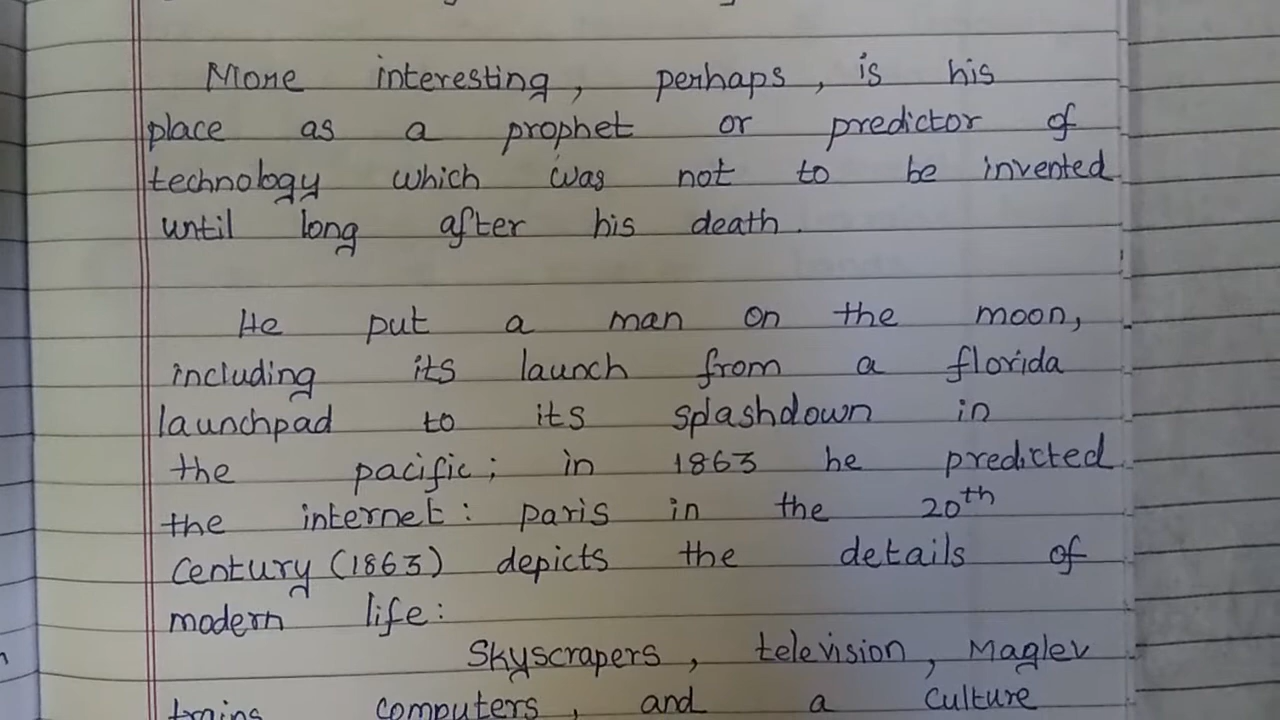 More interesting, perhaps, is his
place as a prophet or predictor of
technology which was not to be invented
until long after his death.
He put a man on the moon,
including its launch from a florida
launchpad to its splashdown in
the pacific; in 1863 he predicted
the internet: paris in the 20th
Century (1863) depicts the details of
modern life:
Skyscrapers, television, Maglev
trains computers, and a culture